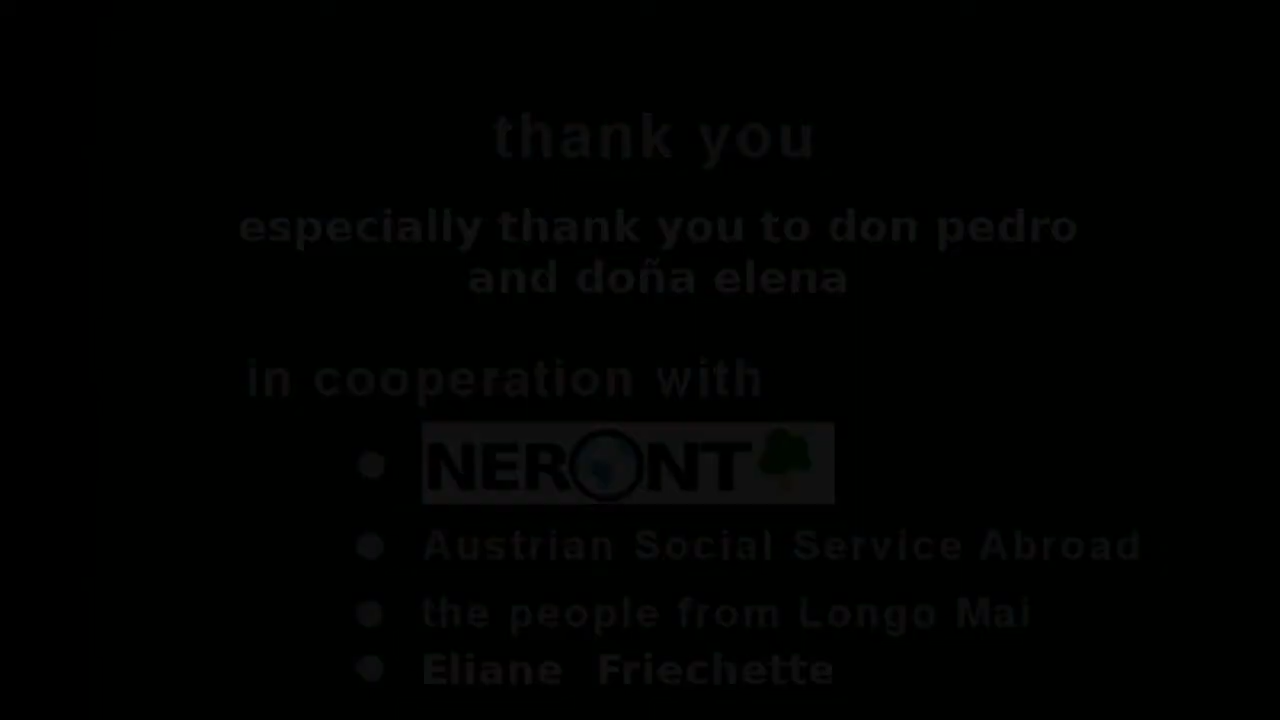 thank you
especially thank you to don pedro
and doña elena
in cooperation with
NERONT
Austrian Social Service Abroad
the people from Longo Mai
Eliane Friechette